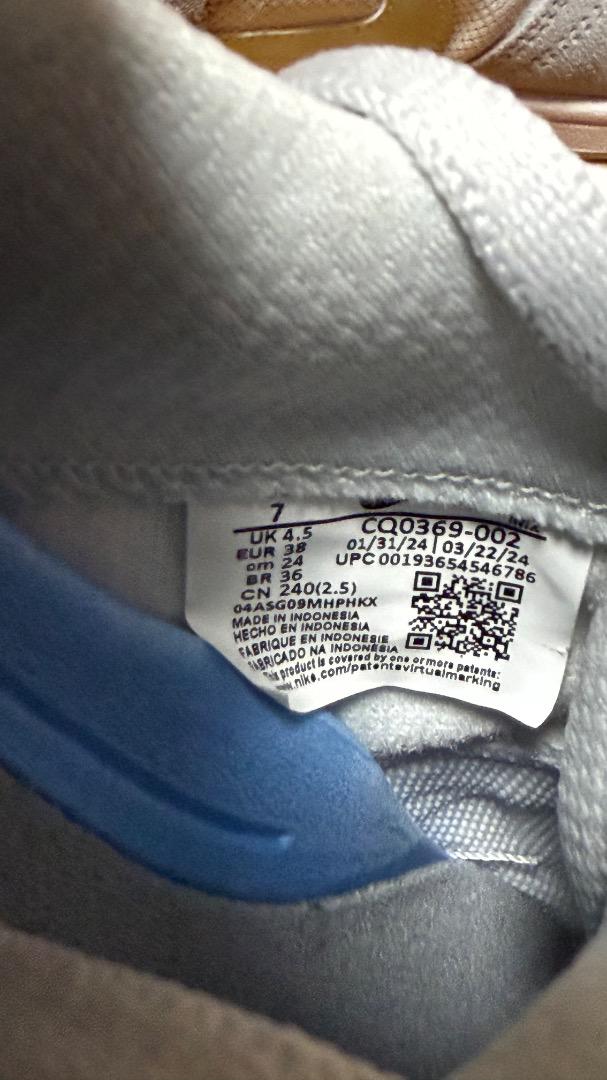 7
UK 4.5
EUR 38
cm 24
BR 36
CN 240(2.5)
CQ0369-002
01/31/24 | 03/22/24
UPC 00193654546786
04ASG09MHPHKX
MADE IN INDONESIA
HECHO EN INDONESIA
FABRIQUE EN INDONESIE
FABRICADO NA INDONESIA
This product is covered by one or more patents:
www.nike.com/patentsvirtualmarking